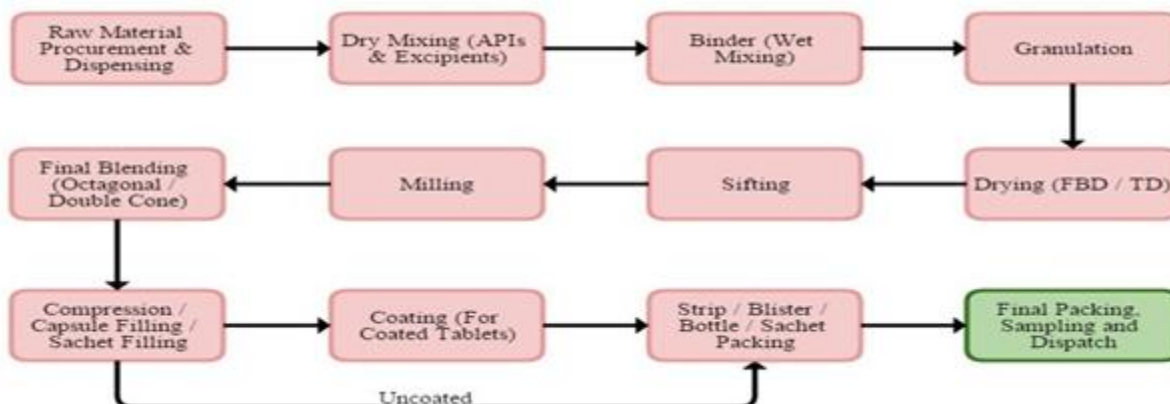 Raw Material
Procurement &
Dispensing
Dry Mixing (APIs
& Excipients)
Binder (Wet
Mixing)
Granulation
Final Blending
(Octagonal /
Double Cone)
Milling
Sifting
Drying (FBD / TD)
Compression /
Capsule Filling /
Sachet Filling
Coating (For
Coated Tablets)
Strip / Blister /
Bottle / Sachet
Packing
Final Packing,
Sampling and
Dispatch
Uncoated